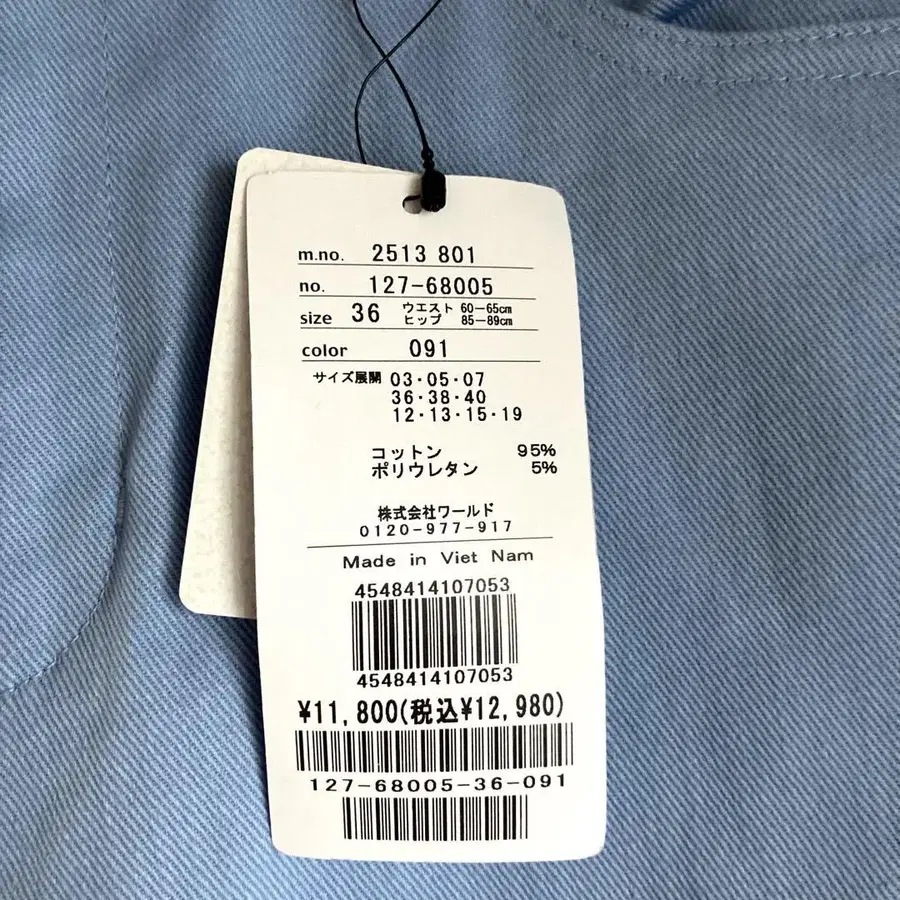 m.no. 2513 801
no. 127-68005
size 36 ウエスト 60-65cm
ヒップ 85-89cm
color 091
サイズ展開 03・05・07
36・38・40
12・13・15・19
コットン 95%
ポリウレタン 5%
株式会社ワールド
0120-977-917
Made in Viet Nam
4548414107053
4548414107053
¥11,800(税込¥12,980)
127-68005-36-091